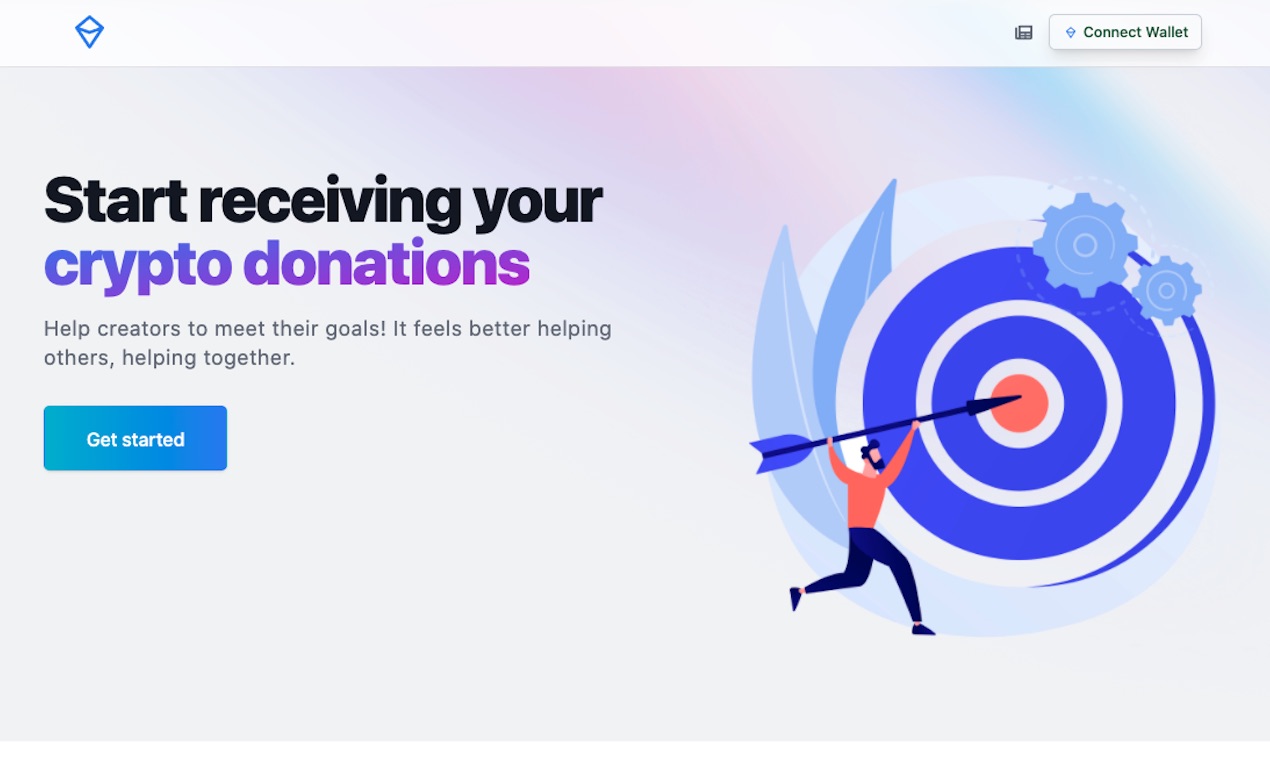 Connect Wallet
Start receiving your
crypto donations
Help creators to meet their goals! It feels better helping
others, helping together.
Get started